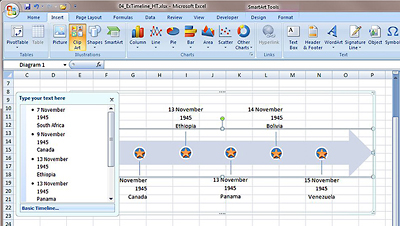 04_ExTimeline_HT.xlsx - Microsoft Excel
SmartArt Tools
Home Insert Page Layout Formulas Data Review View Developer Design Format
PivotTable Table Picture Clip Art Shapes SmartArt Column Line Pie Bar Area Scatter Other Charts Hyperlink Text Box Header & Footer WordArt Signature Line Object Symbol
Tables Illustrations Charts Links Text
Diagram 1
C D E F G H I J K L M N O P
7
8
9
10
11
12
13
14
15
16
17
18
19
20
21
22
23
Type your text here
7 November
1945
South Africa
9 November
1945
Canada
13 November
1945
Ethiopia
13 November
1945
Basic Timeline...
13 November
1945
Ethiopia
14 November
1945
Bolivia
November
1945
Canada
13 November
1945
Panama
15 November
1945
Venezuela